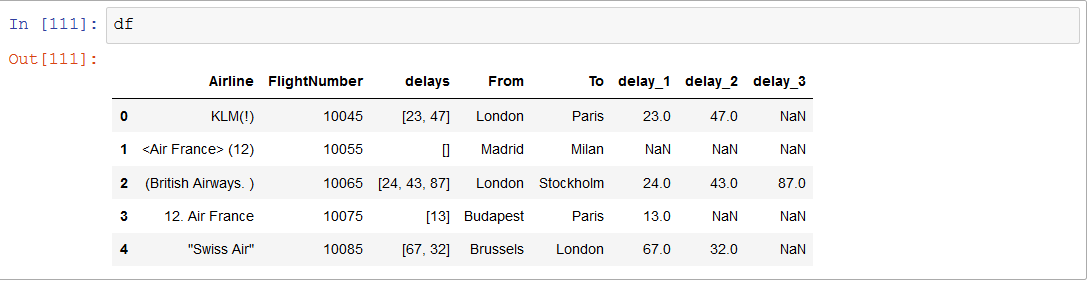 In [111]: df
Out[111]:
Airline FlightNumber delays From To delay_1 delay_2 delay_3
0 KLM(!) 10045 [23, 47] London Paris 23.0 47.0 NaN
1 <Air France> (12) 10055 [] Madrid Milan NaN NaN NaN
2 (British Airways. ) 10065 [24, 43, 87] London Stockholm 24.0 43.0 87.0
3 12. Air France 10075 [13] Budapest Paris 13.0 NaN NaN
4 "Swiss Air" 10085 [67, 32] Brussels London 67.0 32.0 NaN